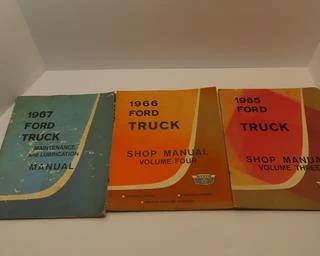 1967
FORD
TRUCK
MAINTENANCE
and LUBRICATION
MANUAL
1966
FORD
TRUCK
SHOP MANUAL
VOLUME FOUR
1965
FORD
TRUCK
SHOP MANUAL
VOLUME THREE